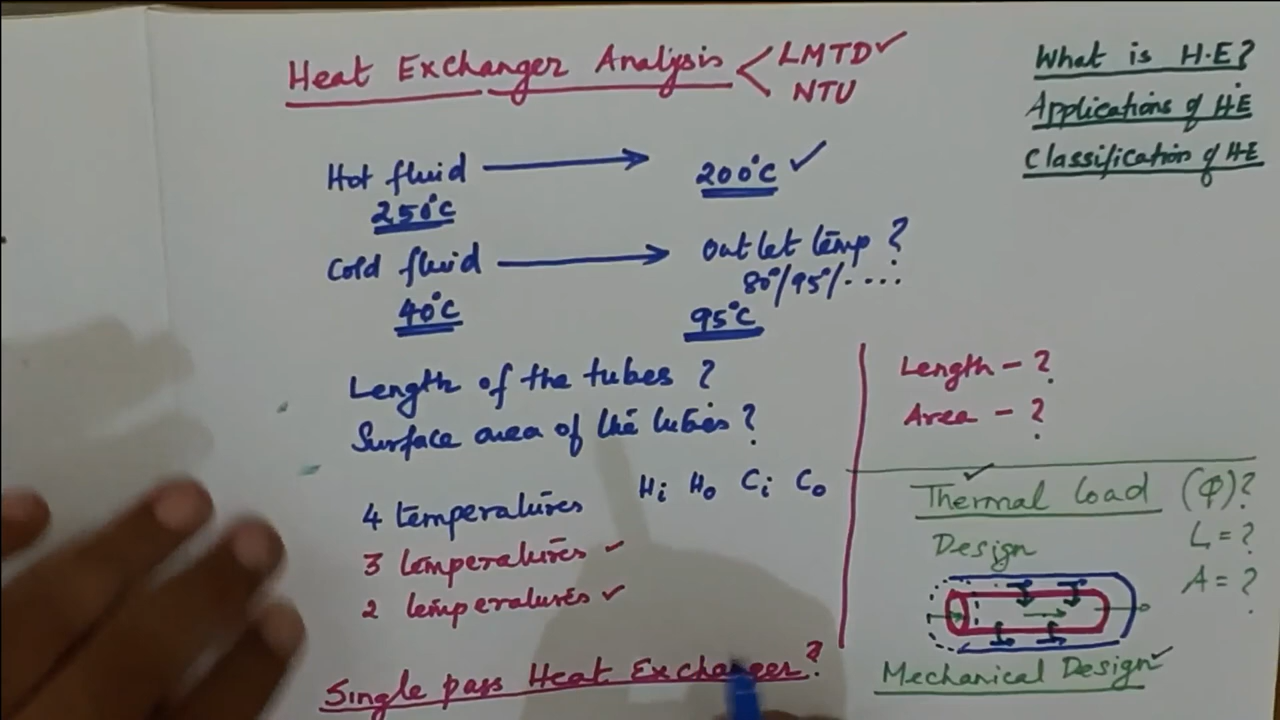 Heat Exchanger Analysis
LMTD✓
NTU
What is H.E?
Applications of H.E
Classification of H.E
Hot fluid → 200°C ✓
250°C
Cold fluid → Outlet temp ?
80°/95°/....
40°C
95°C
Length of the tubes ?
Surface area of the tubes ?
4 temperatures Hi Ho Ci Co
3 temperatures ✓
2 temperatures ✓
Single pass Heat Exchanger ?
Length - ?
Area - ?
Thermal load (φ)?
Design
L = ?
A = ?
Mechanical Design ✓